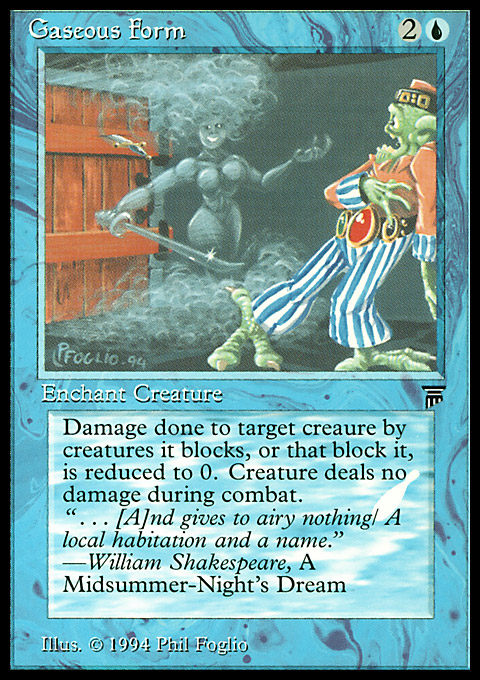 Gaseous Form 2
PFOGLIO.94
Enchant Creature
Damage done to target creaure by
creatures it blocks, or that block it,
is reduced to 0. Creature deals no
damage during combat.
“ . . . [A]nd gives to airy nothing/ A
local habitation and a name.”
—William Shakespeare, A
Midsummer-Night's Dream
Illus. © 1994 Phil Foglio